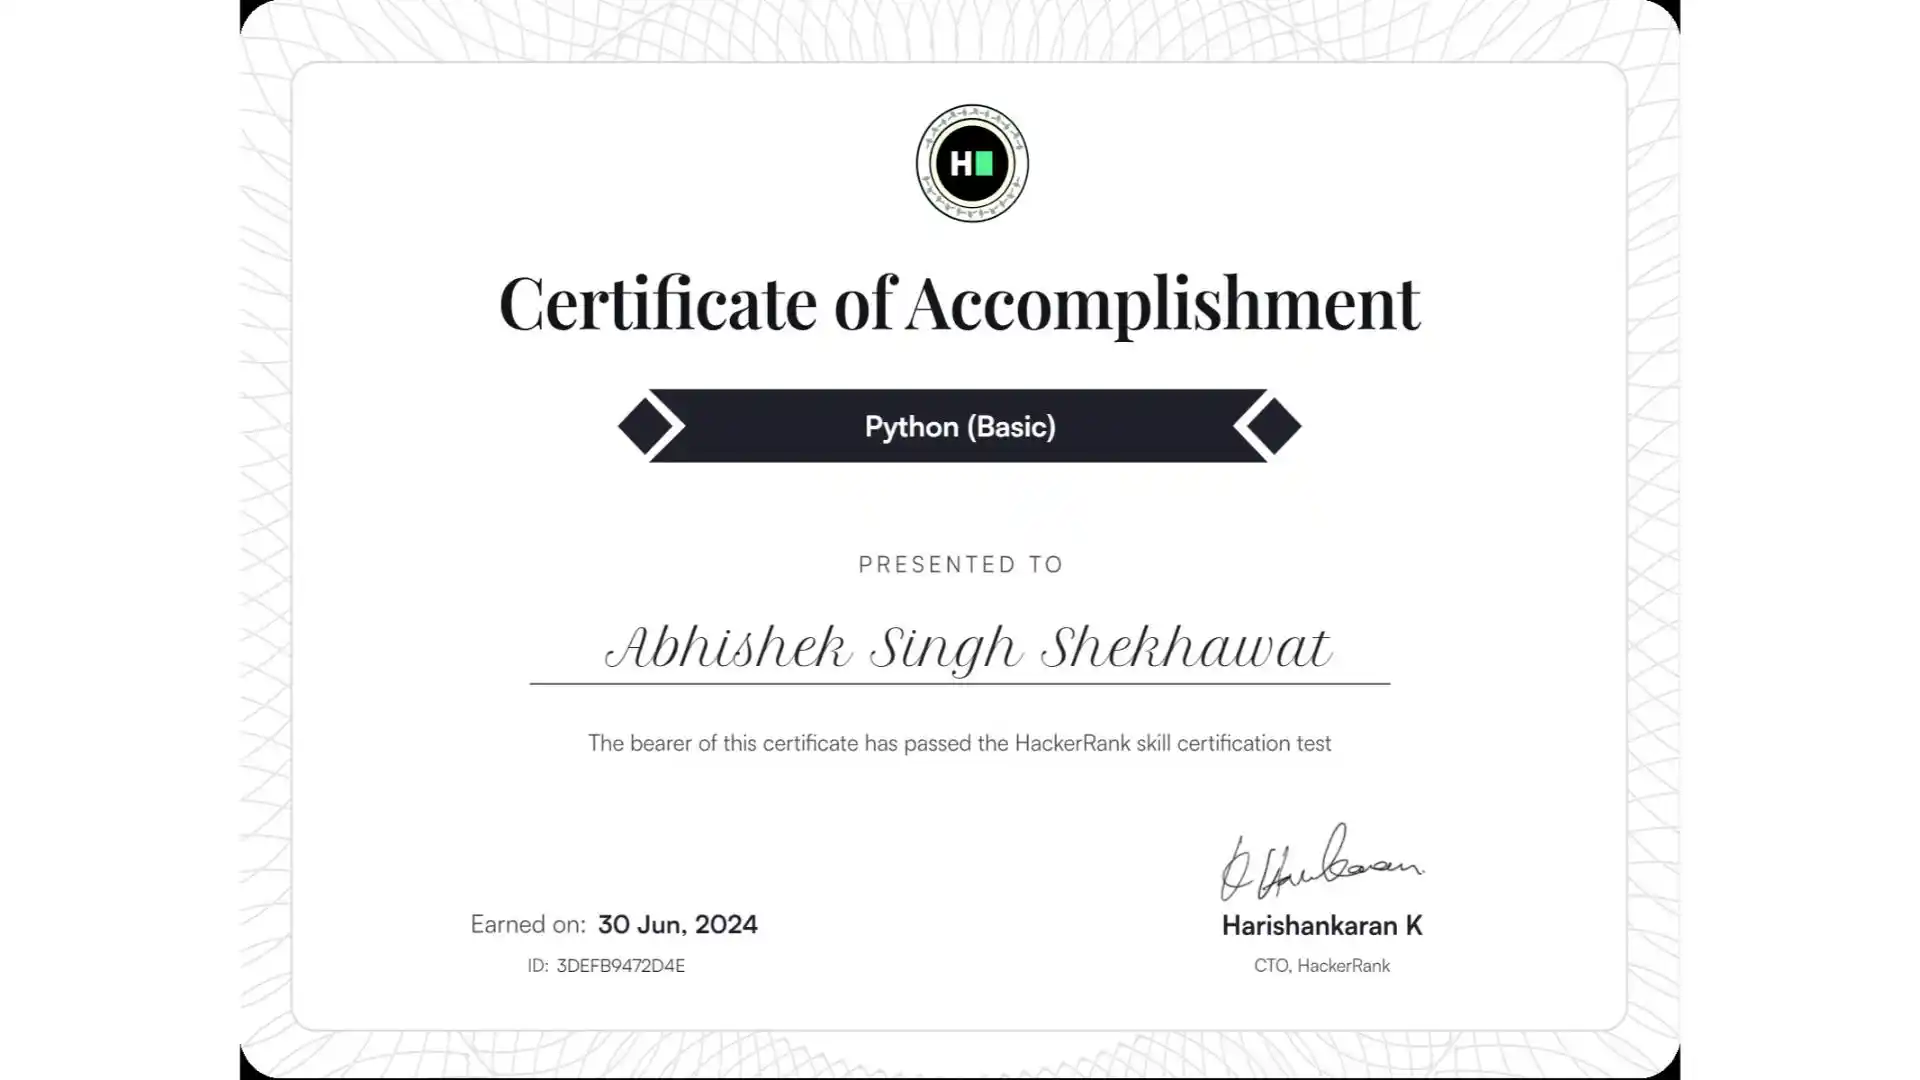 H
Certificate of Accomplishment
Python (Basic)
PRESENTED TO
Abhishek Singh Shekhawat
The bearer of this certificate has passed the HackerRank skill certification test
Earned on: 30 Jun, 2024
ID: 3DEFB9472D4E
Harishankaran K
CTO, HackerRank